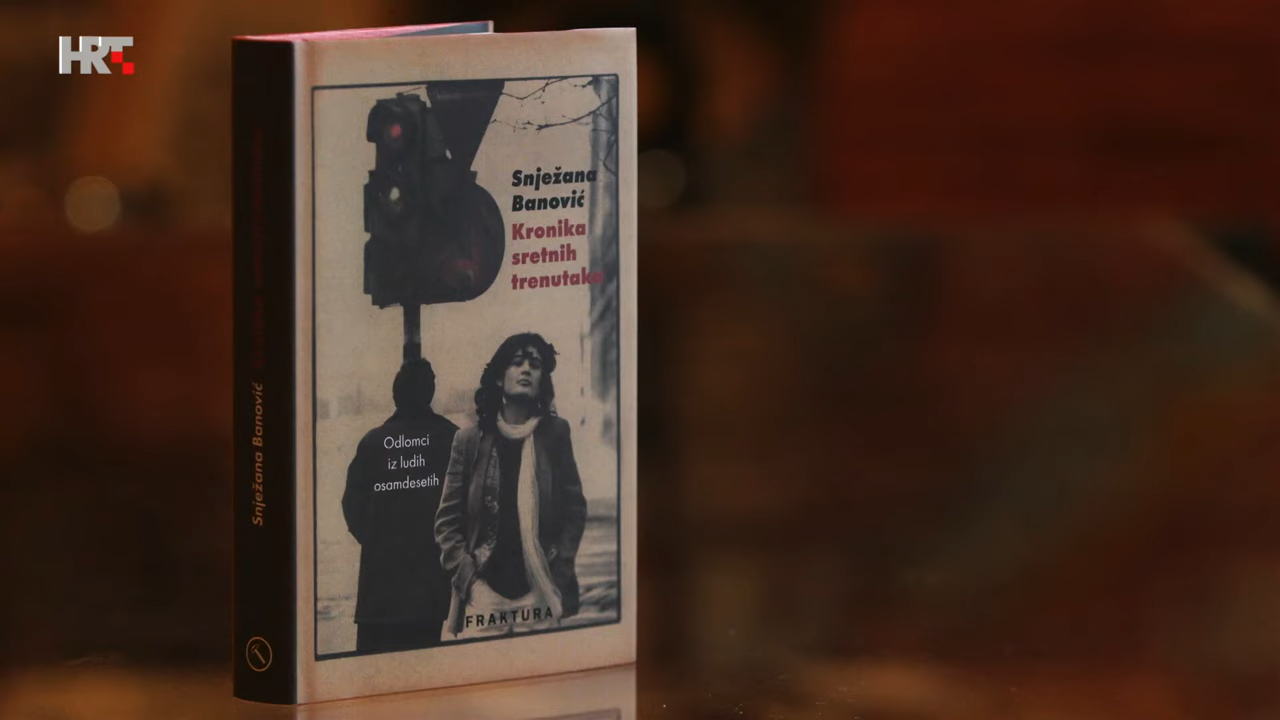 HRT
Snježana
Banović
Kronika
sretnih
trenutaka
Odlomci
iz ludih
osamdesetih
FRAKTURA
Snježana Banović